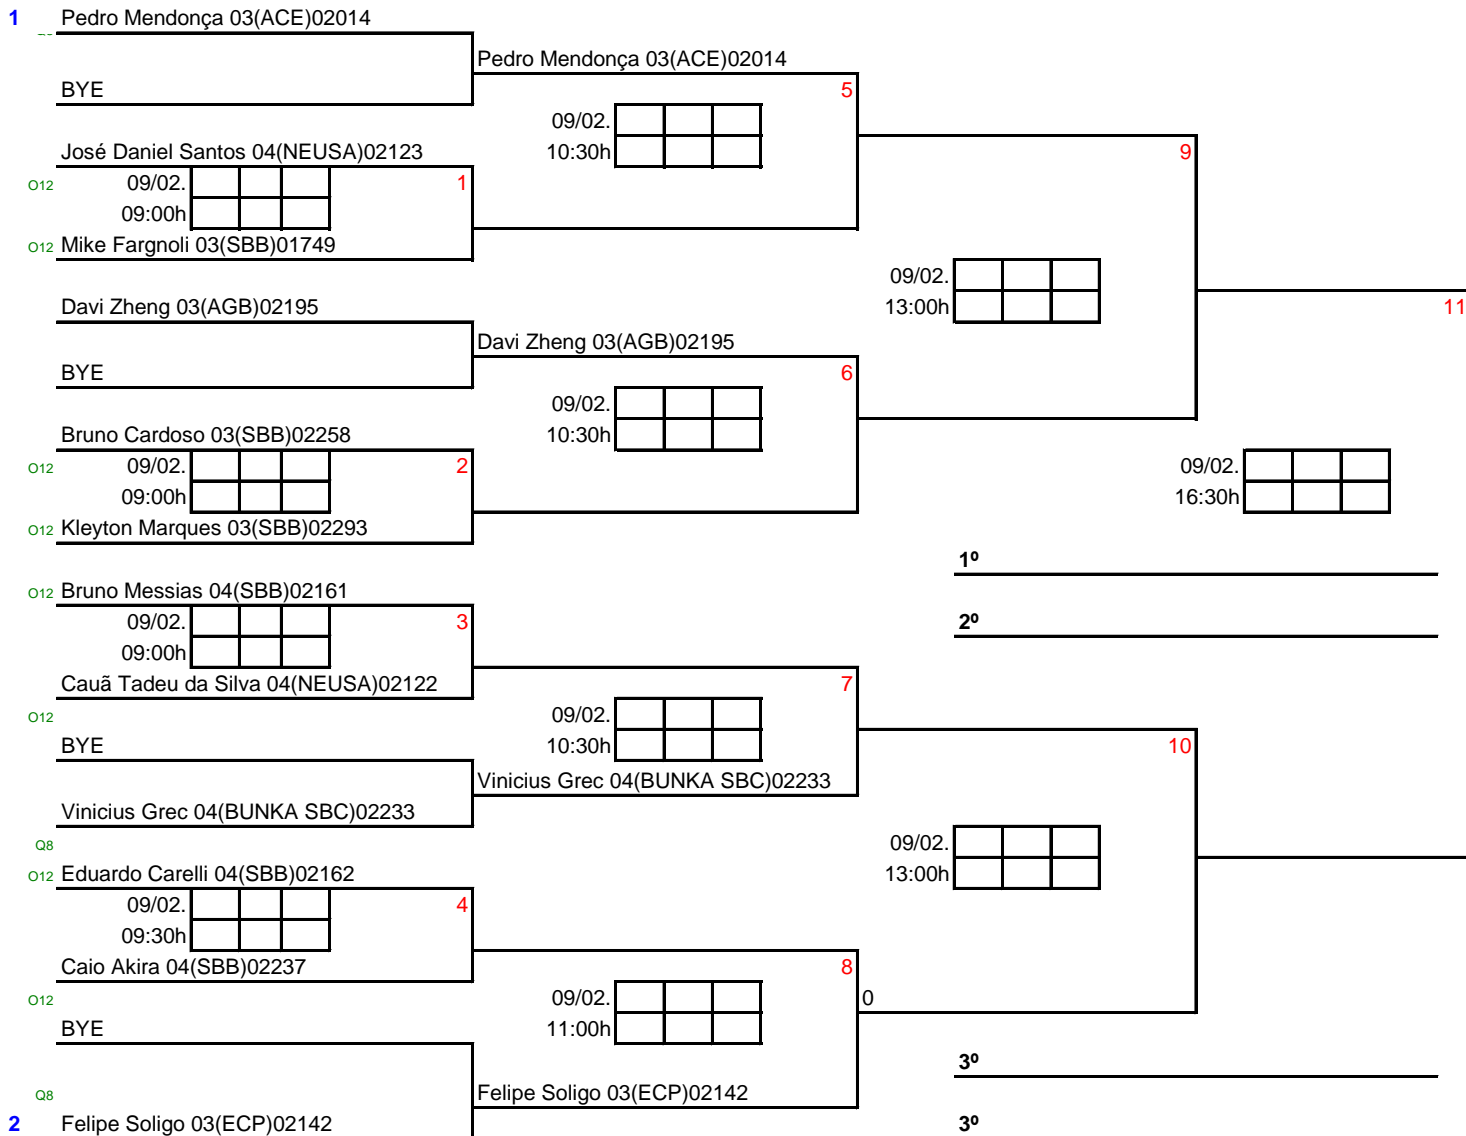 1 Pedro Mendonça 03(ACE)02014
Pedro Mendonça 03(ACE)02014
BYE
5
09/02.
10:30h
José Daniel Santos 04(NEUSA)02123
9
O12 09/02.
1
09:00h
O12 Mike Fargnoli 03(SBB)01749
09/02.
13:00h
Davi Zheng 03(AGB)02195
11
Davi Zheng 03(AGB)02195
BYE
6
09/02.
10:30h
Bruno Cardoso 03(SBB)02258
O12 09/02.
2
09:00h
09/02.
16:30h
O12 Kleyton Marques 03(SBB)02293
1º
O12 Bruno Messias 04(SBB)02161
09/02.
3
09:00h
2º
Cauã Tadeu da Silva 04(NEUSA)02122
7
O12
09/02.
10:30h
BYE
10
Vinicius Grec 04(BUNKA SBC)02233
Vinicius Grec 04(BUNKA SBC)02233
Q8
09/02.
13:00h
O12 Eduardo Carelli 04(SBB)02162
09/02.
4
09:30h
Caio Akira 04(SBB)02237
8
O12
09/02.
0
11:00h
BYE
3º
Q8
Felipe Soligo 03(ECP)02142
2 Felipe Soligo 03(ECP)02142
3º